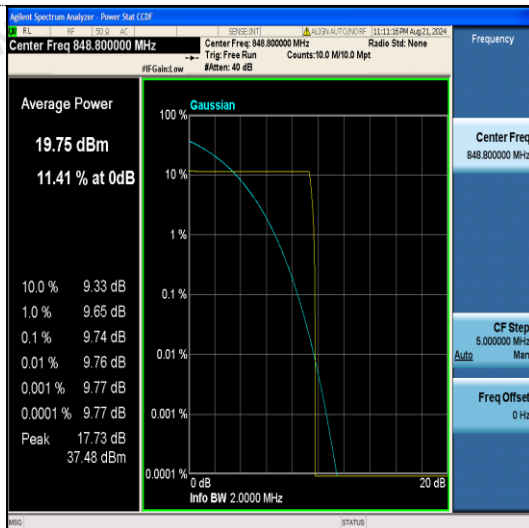 Agilent Spectrum Analyzer - Power Stat CCDF
RL RF 50 Ω AC SENSE:INT ALIGN AUTO/NO RF 11:11:16PM Aug 21, 2024
Center Freq 848.800000 MHz
Center Freq: 848.800000 MHz Radio Std: None
Trig: Free Run Counts:10.0 M/10.0 Mpt
#IFGain:Low #Atten: 40 dB
Frequency
Average Power
19.75 dBm
11.41 % at 0dB
10.0 % 9.33 dB
1.0 % 9.65 dB
0.1 % 9.74 dB
0.01 % 9.76 dB
0.001 % 9.77 dB
0.0001 % 9.77 dB
Peak 17.73 dB
37.48 dBm
Gaussian
100 %
10 %
1 %
0.1 %
0.01 %
0.001 %
0.0001 %
0 dB 20 dB
Info BW 2.0000 MHz
Center Freq
848.800000 MHz
CF Step
5.000000 MHz
Auto Man
Freq Offset
0 Hz
MSG STATUS